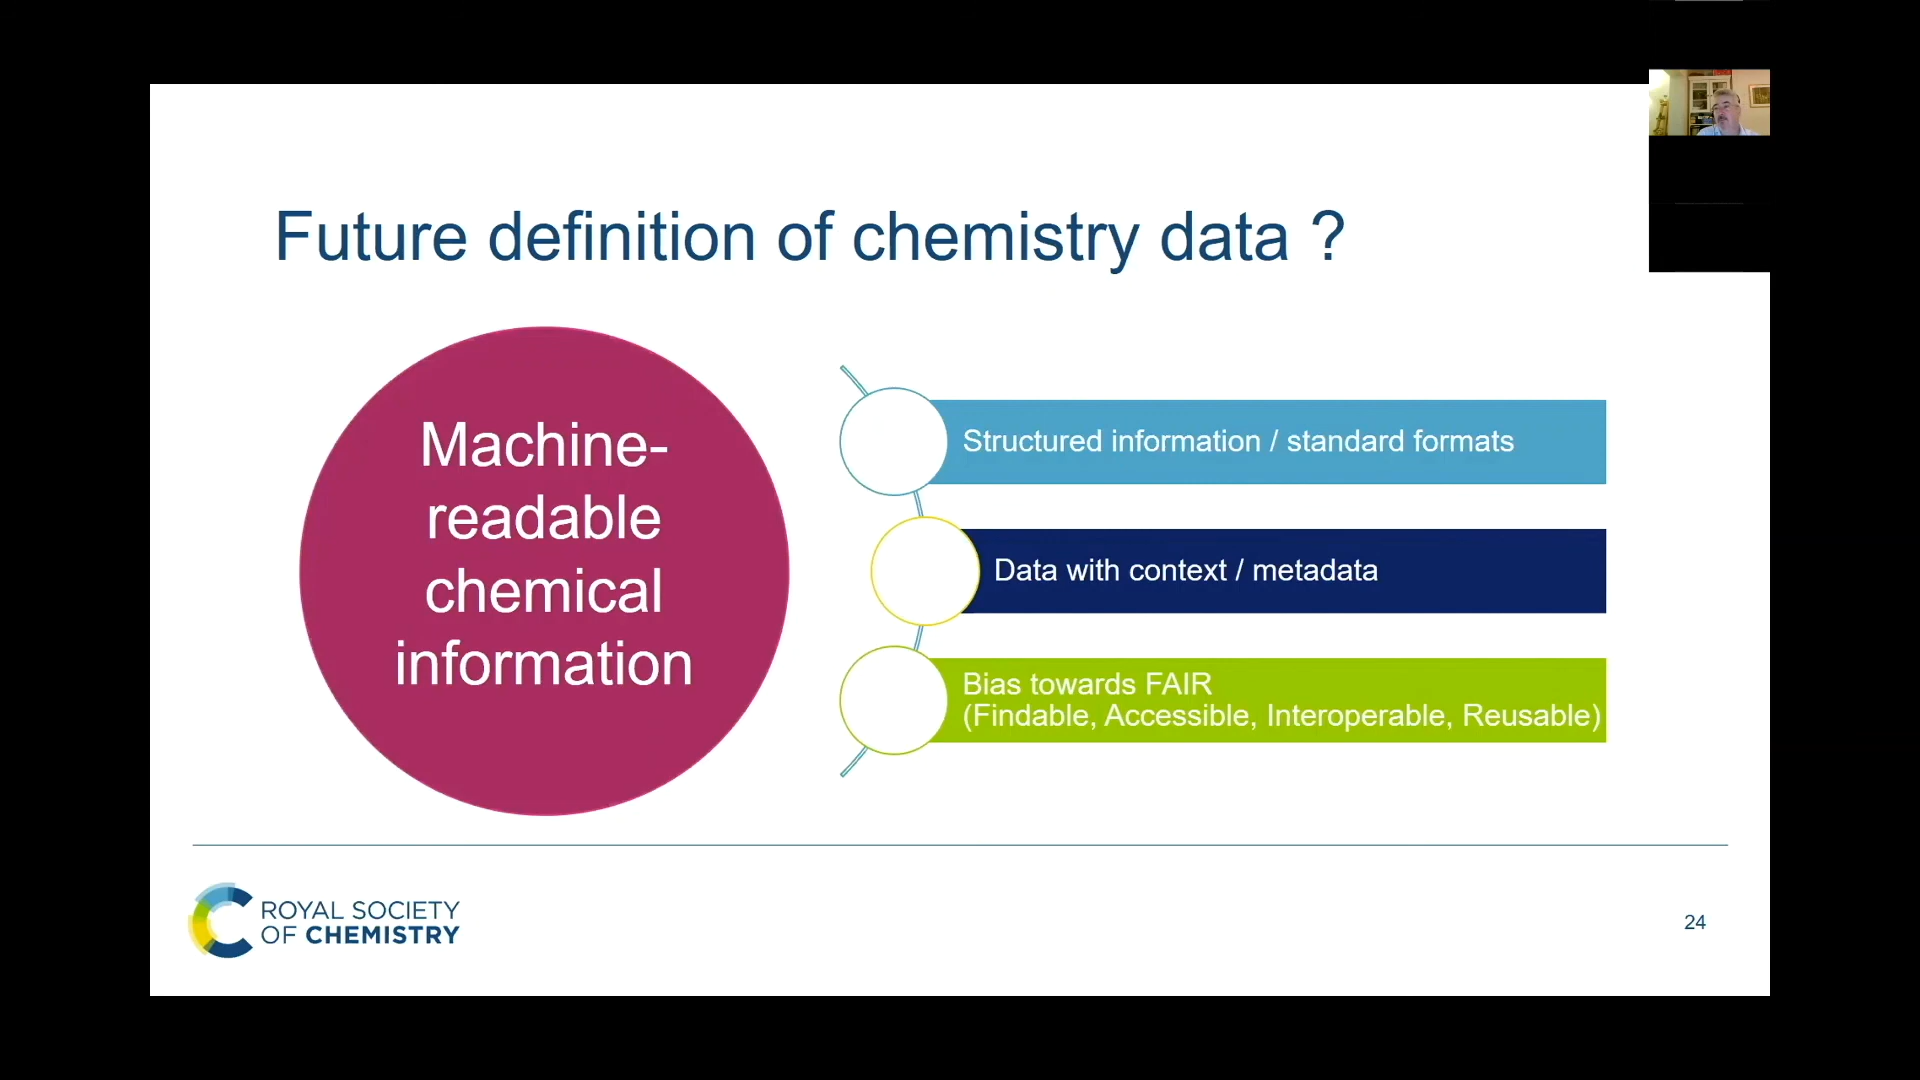 Future definition of chemistry data ?
Machine-
readable
chemical
information
Structured information / standard formats
Data with context / metadata
Bias towards FAIR
(Findable, Accessible, Interoperable, Reusable)
ROYAL SOCIETY
OF CHEMISTRY
24